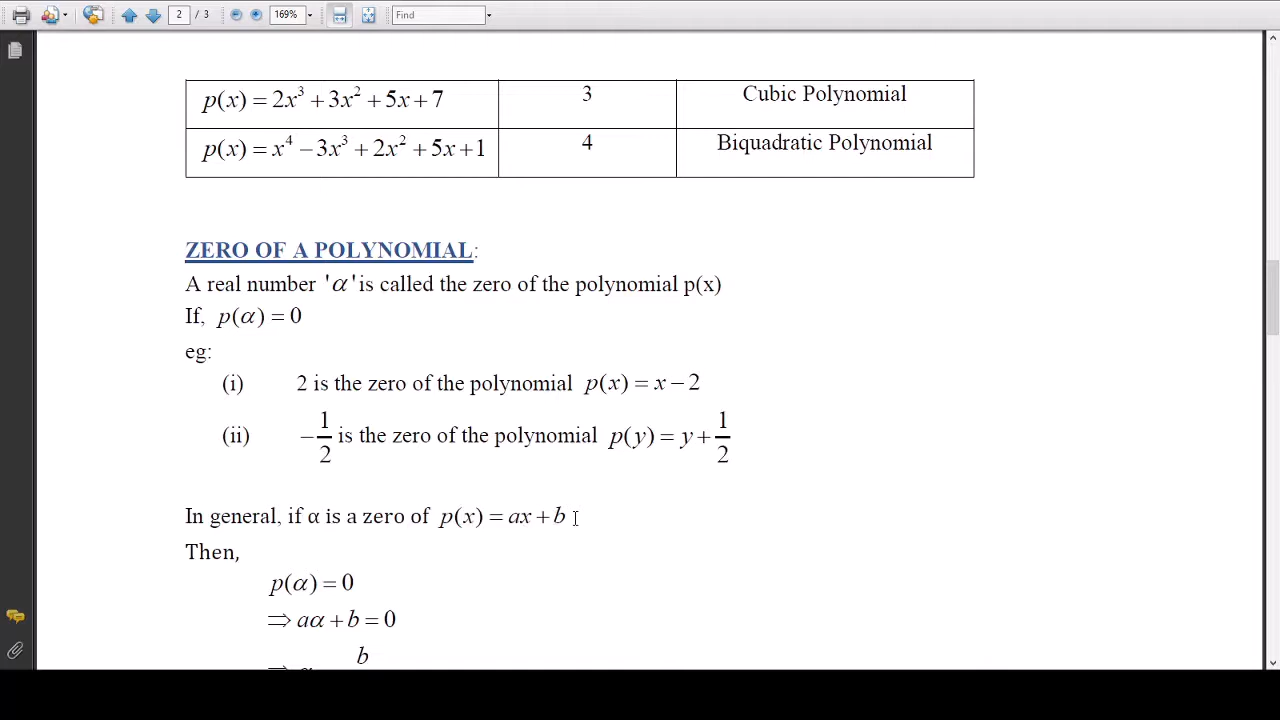 2 / 3 169% Find
p(x) = 2x³ + 3x² + 5x + 7 3 Cubic Polynomial
p(x) = x⁴ − 3x³ + 2x² + 5x + 1 4 Biquadratic Polynomial
ZERO OF A POLYNOMIAL:
A real number 'α' is called the zero of the polynomial p(x)
If, p(α) = 0
eg:
(i) 2 is the zero of the polynomial p(x) = x − 2
(ii) −1/2 is the zero of the polynomial p(y) = y + 1/2
In general, if α is a zero of p(x) = ax + b
Then,
p(α) = 0
⇒ aα + b = 0
b